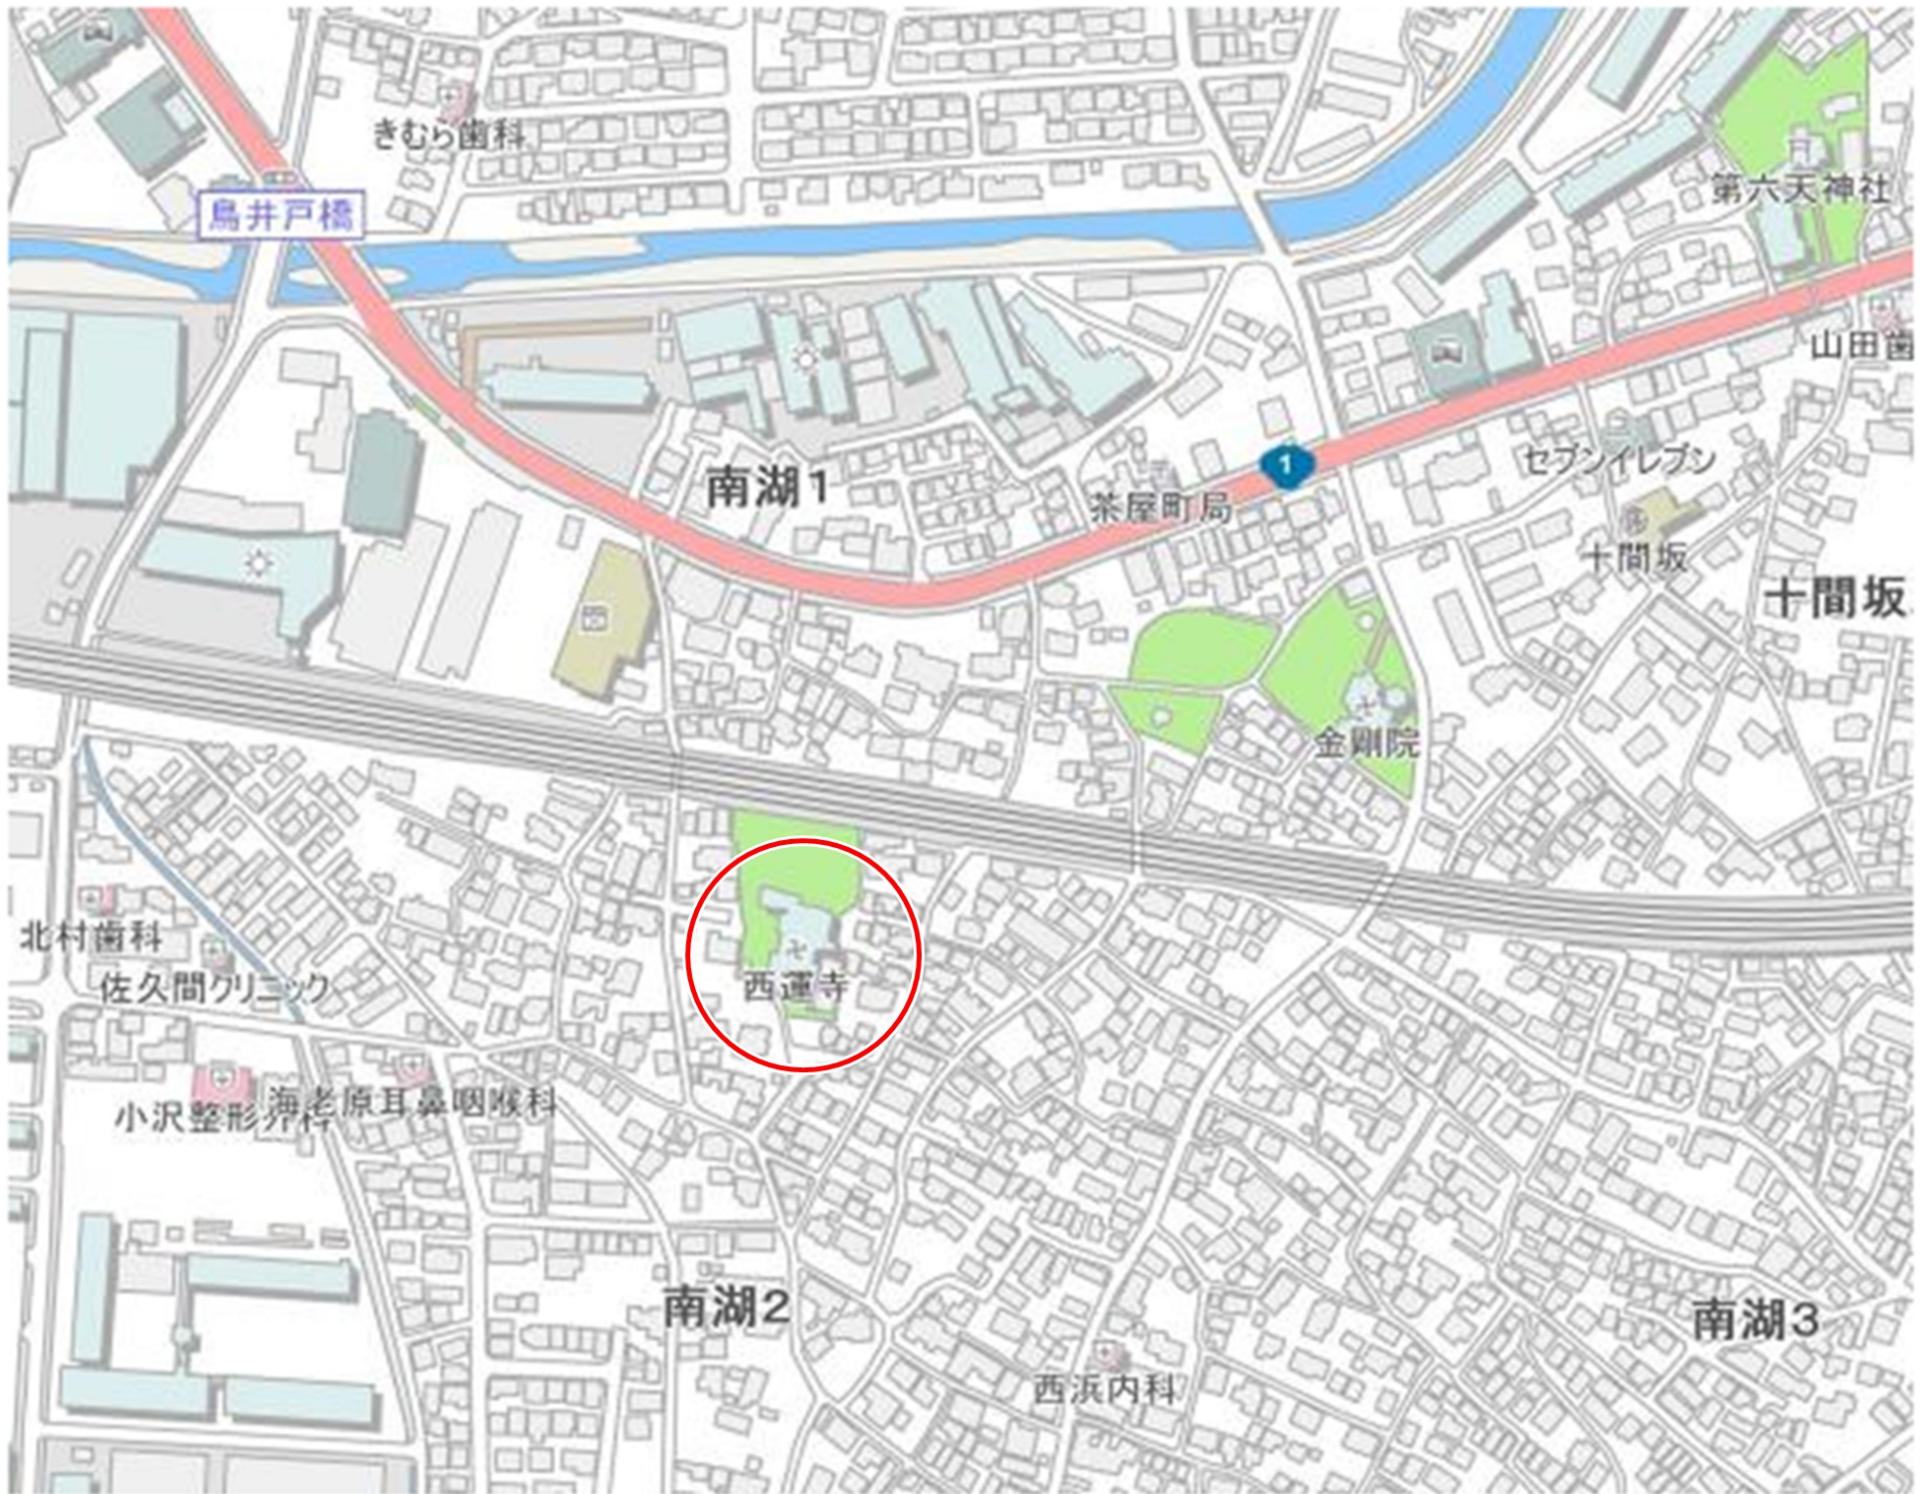 きむら歯科
鳥井戸橋
第六天神社
山田歯
南湖1
1
セブンイレブン
茶屋町局
十間坂
十間坂
金剛院
北村歯科
佐久間クリニック
西運寺
小沢整形外科
海老原耳鼻咽喉科
南湖2
南湖3
西浜内科